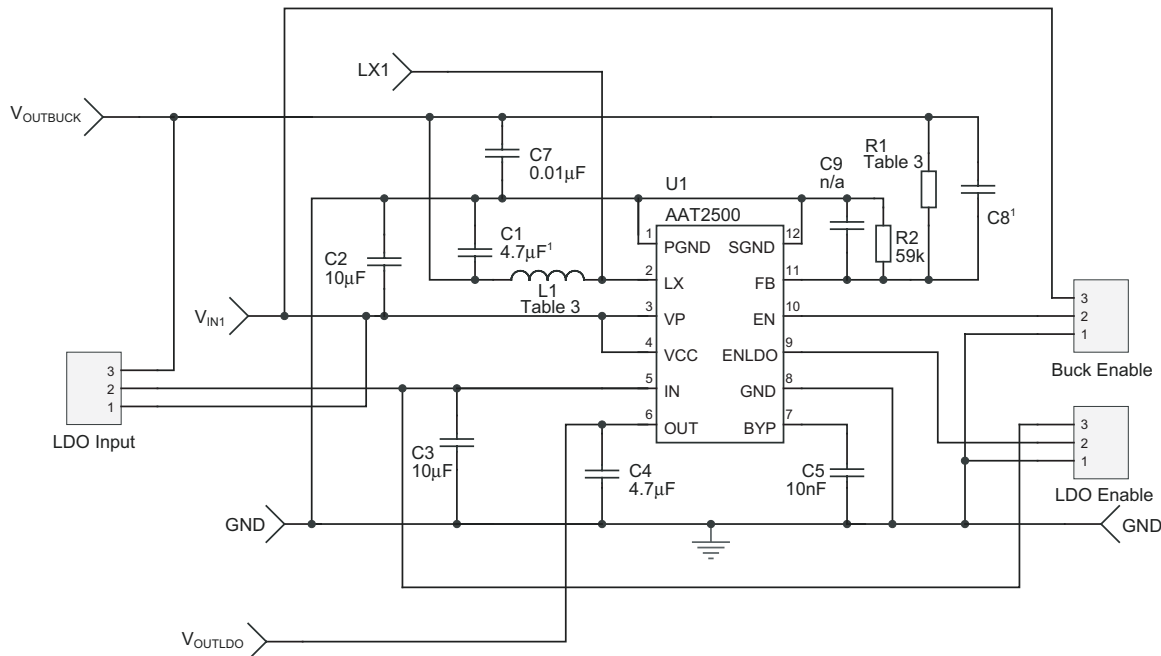 LX1
VOUTBUCK
C7
0.01μF
R1
Table 3
C9
n/a
U1
AAT2500
C8¹
C1
4.7μF¹
C2
10μF
R2
59k
1 PGND SGND 12
2 LX FB 11
L1
Table 3
3 VP EN 10
4 VCC ENLDO 9
5 IN GND 8
6 OUT BYP 7
VIN1
3
2
1
Buck Enable
3
2
1
LDO Input
3
2
1
LDO Enable
C3
10μF
C4
4.7μF
C5
10nF
GND
GND
VOUTLDO